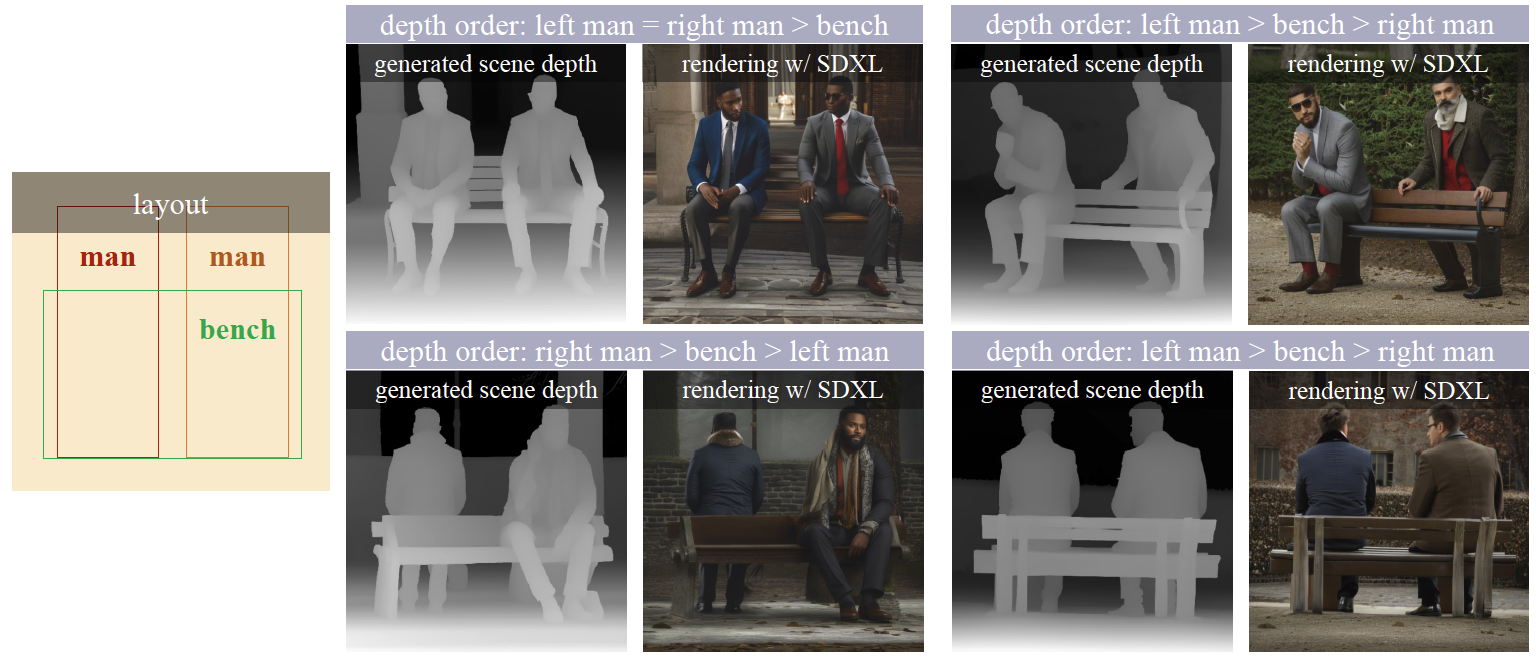 layout
man
man
bench
depth order: left man = right man > bench
generated scene depth
rendering w/ SDXL
depth order: left man > bench > right man
generated scene depth
rendering w/ SDXL
depth order: right man > bench > left man
generated scene depth
rendering w/ SDXL
depth order: left man > bench > right man
generated scene depth
rendering w/ SDXL